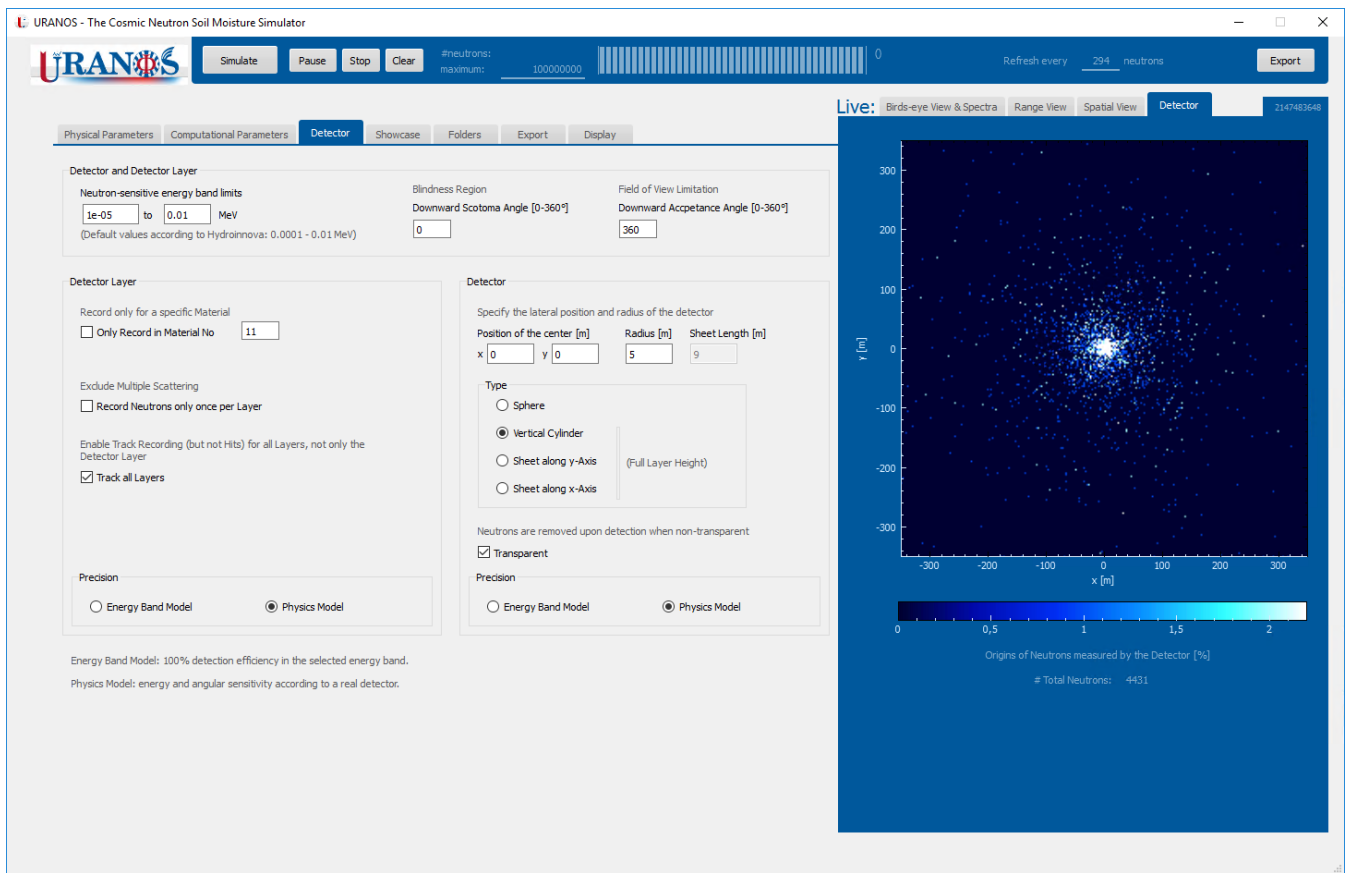 URANOS - The Cosmic Neutron Soil Moisture Simulator
URANOS
Simulate
Pause
Stop
Clear
#neutrons:
maximum: 100000000
0
Refresh every 294 neutrons
Export
Live:
Birds-eye View & Spectra
Range View
Spatial View
Detector
2147483648
Physical Parameters
Computational Parameters
Detector
Showcase
Folders
Export
Display
Detector and Detector Layer
Neutron-sensitive energy band limits
1e-05 to 0.01 MeV
(Default values according to Hydroinnova: 0.0001 - 0.01 MeV)
Blindness Region
Downward Scotoma Angle [0-360°]
0
Field of View Limitation
Downward Accpetance Angle [0-360°]
360
Detector Layer
Record only for a specific Material
Only Record in Material No 11
Exclude Multiple Scattering
Record Neutrons only once per Layer
Enable Track Recording (but not Hits) for all Layers, not only the
Detector Layer
Track all Layers
Precision
Energy Band Model
Physics Model
Detector
Specify the lateral position and radius of the detector
Position of the center [m] Radius [m] Sheet Length [m]
x 0 y 0 5 9
Type
Sphere
Vertical Cylinder
Sheet along y-Axis
(Full Layer Height)
Sheet along x-Axis
Neutrons are removed upon detection when non-transparent
Transparent
Precision
Energy Band Model
Physics Model
Energy Band Model: 100% detection efficiency in the selected energy band.
Physics Model: energy and angular sensitivity according to a real detector.
300
200
100
0
-100
-200
-300
y [m]
-300 -200 -100 0 100 200 300
x [m]
0 0,5 1 1,5 2
Origins of Neutrons measured by the Detector [%]
# Total Neutrons: 4431